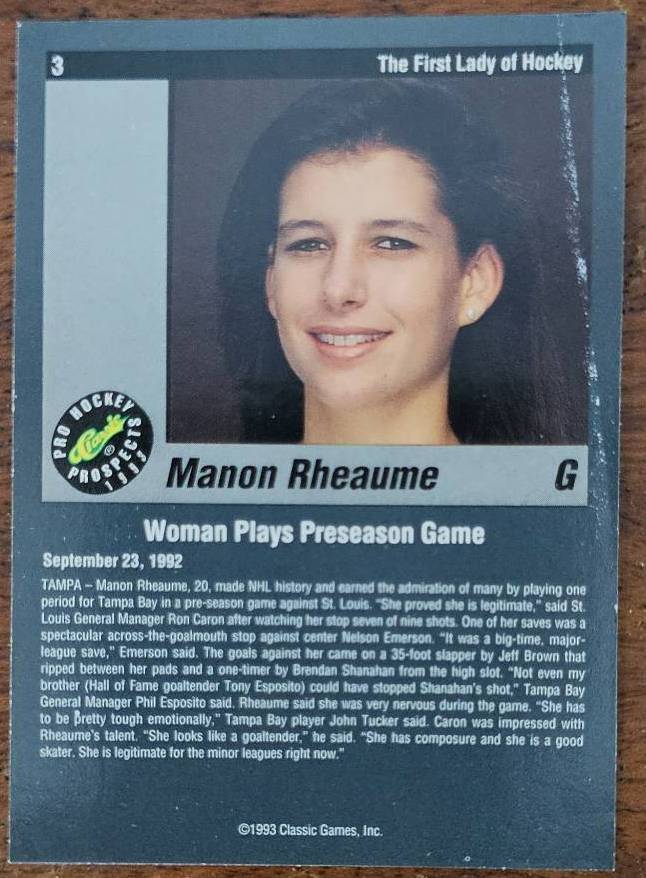 3 The First Lady of Hockey
PRO HOCKEY
Classic ®
PROSPECTS
1993
Manon Rheaume G
Woman Plays Preseason Game
September 23, 1992
TAMPA – Manon Rheaume, 20, made NHL history and earned the admiration of many by playing one
period for Tampa Bay in a pre-season game against St. Louis. “She proved she is legitimate,” said St.
Louis General Manager Ron Caron after watching her stop seven of nine shots. One of her saves was a
spectacular across-the-goalmouth stop against center Nelson Emerson. “It was a big-time, major-
league save,” Emerson said. The goals against her came on a 35-foot slapper by Jeff Brown that
ripped between her pads and a one-timer by Brendan Shanahan from the high slot. “Not even my
brother (Hall of Fame goaltender Tony Esposito) could have stopped Shanahan's shot,” Tampa Bay
General Manager Phil Esposito said. Rheaume said she was very nervous during the game. “She has
to be pretty tough emotionally,” Tampa Bay player John Tucker said. Caron was impressed with
Rheaume's talent. “She looks like a goaltender,” he said. “She has composure and she is a good
skater. She is legitimate for the minor leagues right now.”
©1993 Classic Games, Inc.